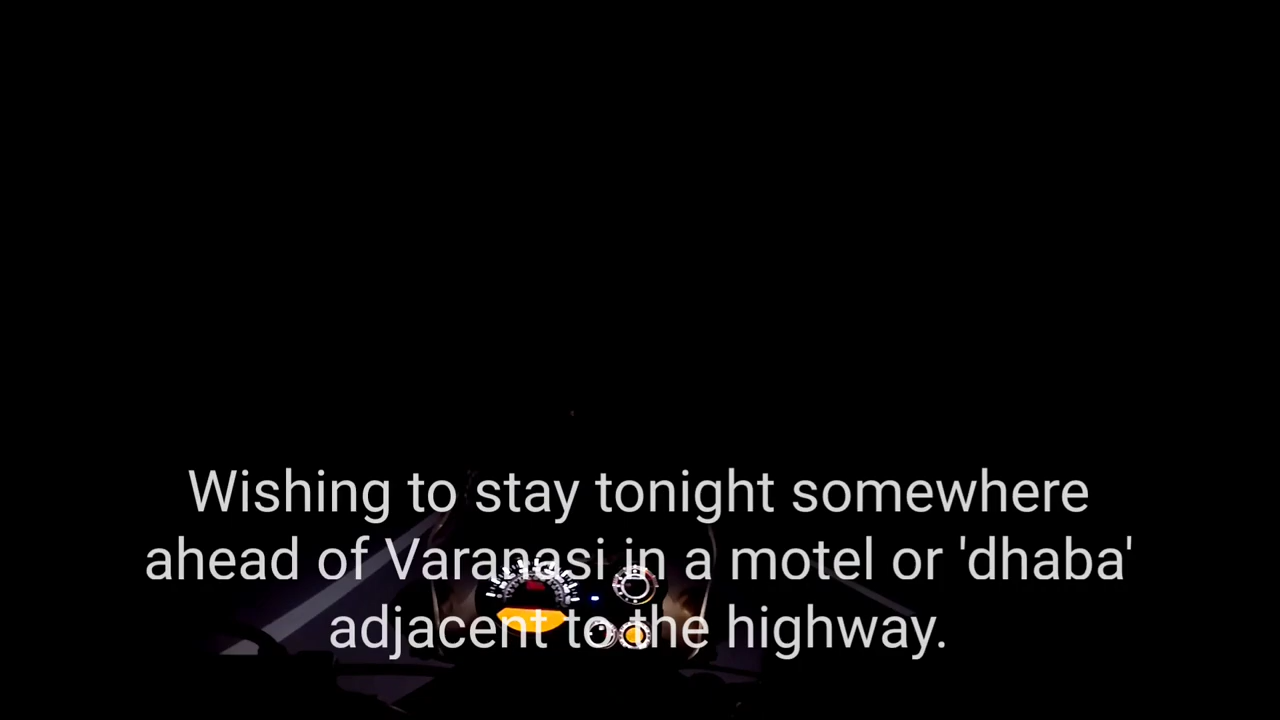 Wishing to stay tonight somewhere
ahead of Varanasi in a motel or 'dhaba'
adjacent to the highway.